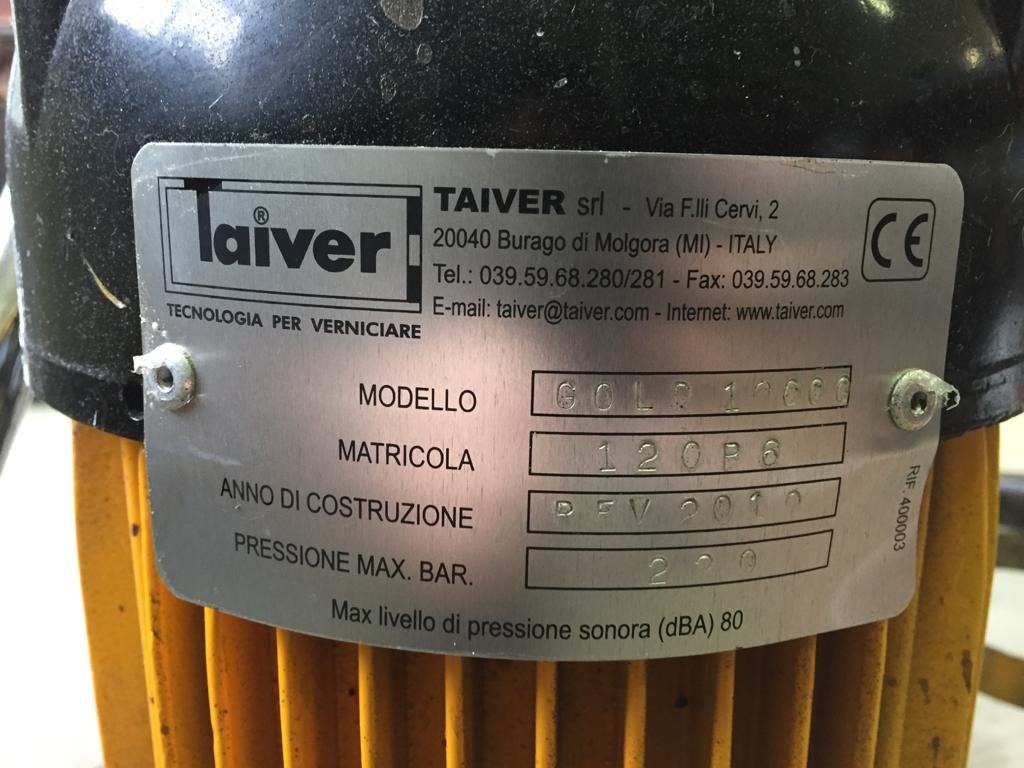 Taiver ®
TECNOLOGIA PER VERNICIARE
TAIVER srl - Via F.lli Cervi, 2
20040 Burago di Molgora (MI) - ITALY
Tel.: 039.59.68.280/281 - Fax: 039.59.68.283
E-mail: taiver@taiver.com - Internet: www.taiver.com
CE
MODELLO
MATRICOLA 120P6
ANNO DI COSTRUZIONE
PRESSIONE MAX. BAR.
RIF. 400003
Max livello di pressione sonora (dBA) 80